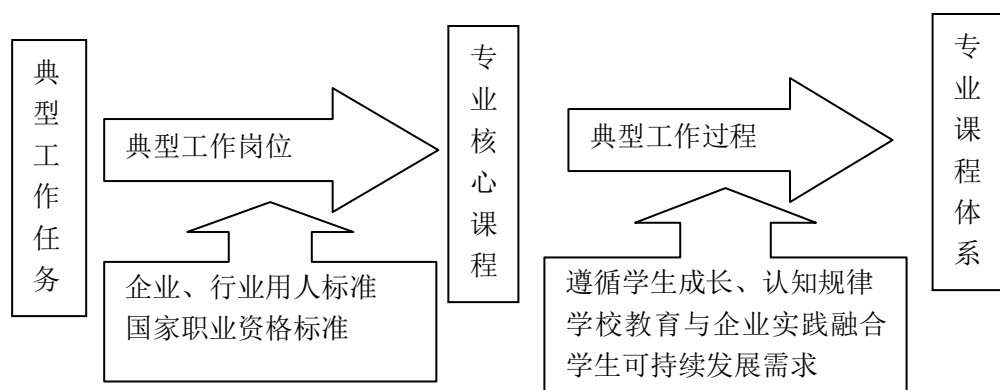 典型工作任务
典型工作岗位
企业、行业用人标准
国家职业资格标准
专业核心课程
典型工作过程
遵循学生成长、认知规律
学校教育与企业实践融合
学生可持续发展需求
专业课程体系